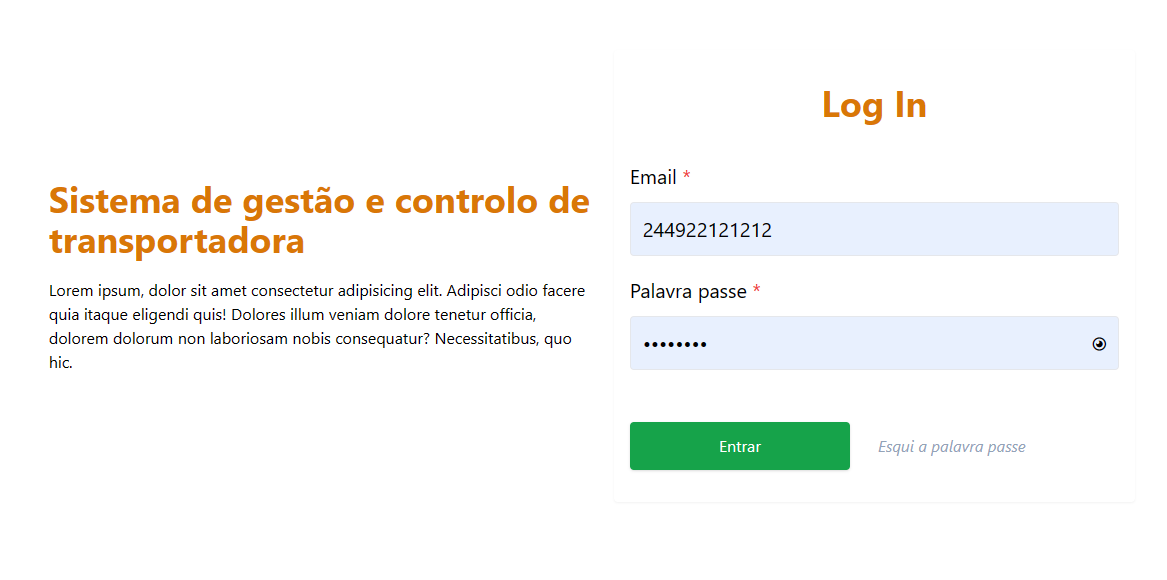 Sistema de gestão e controlo de
transportadora
Lorem ipsum, dolor sit amet consectetur adipisicing elit. Adipisci odio facere
quia itaque eligendi quis! Dolores illum veniam dolore tenetur officia,
dolorem dolorum non laboriosam nobis consequatur? Necessitatibus, quo
hic.
Log In
Email *
244922121212
Palavra passe *
••••••••
Entrar
Esqui a palavra passe